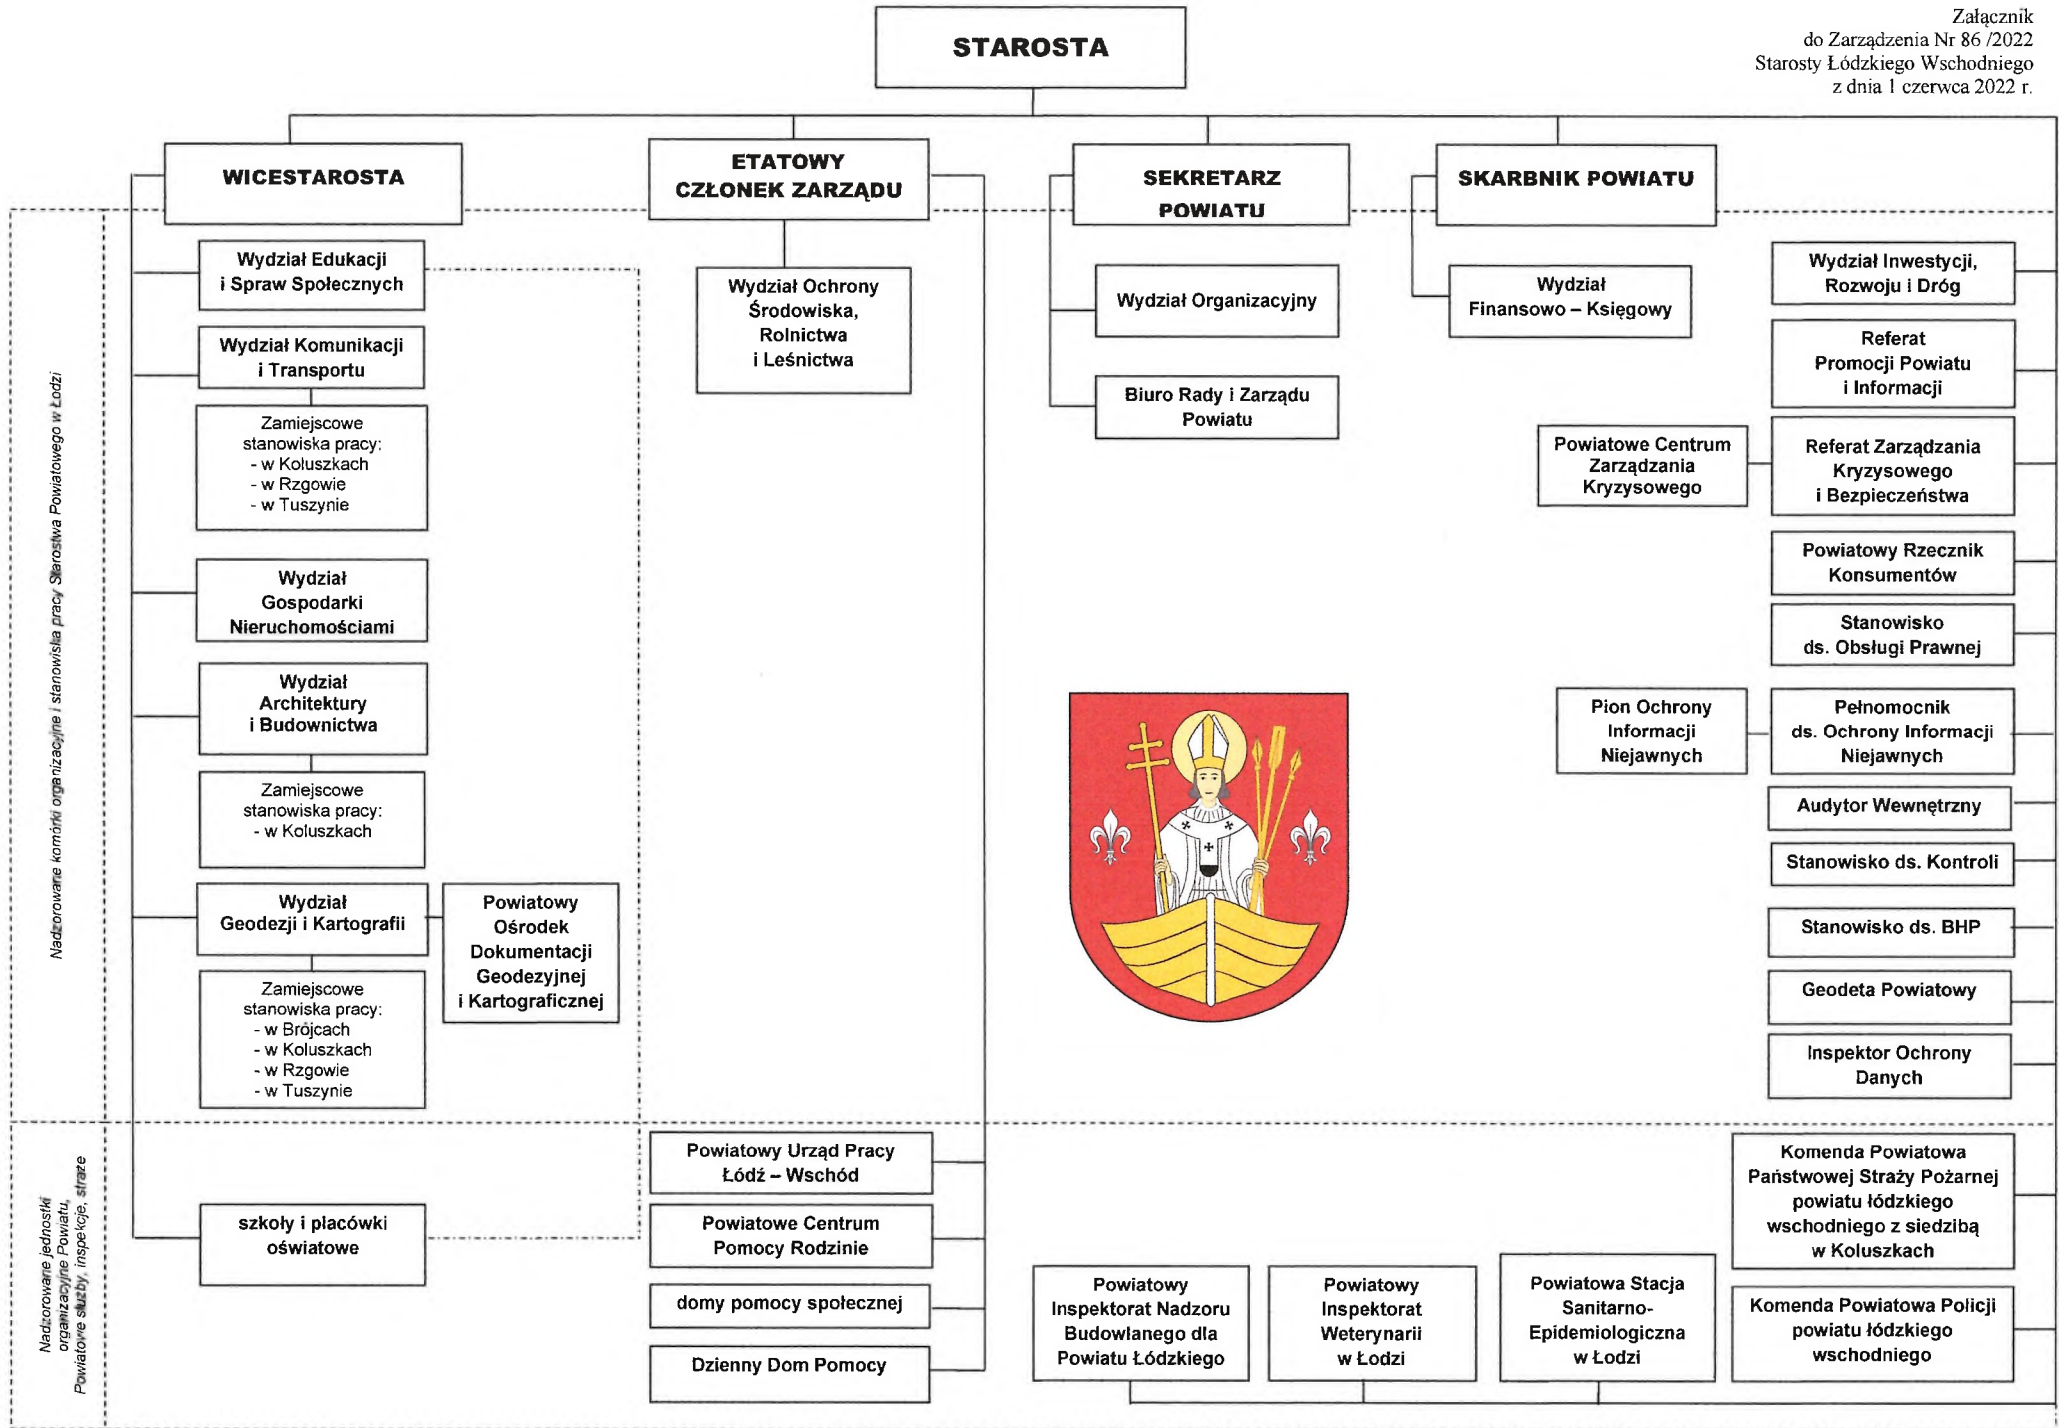 Załącznik
do Zarządzenia Nr 86 /2022
Starosty Łódzkiego Wschodniego
z dnia 1 czerwca 2022 r.
STAROSTA
WICESTAROSTA
ETATOWY
CZŁONEK ZARZĄDU
SEKRETARZ
POWIATU
SKARBNIK POWIATU
Nadzorowane komórki organizacyjne i stanowiska pracy Starostwa Powiatowego w Łodzi
Wydział Edukacji
i Spraw Społecznych
Wydział Komunikacji
i Transportu
Zamiejscowe
stanowiska pracy:
- w Koluszkach
- w Rzgowie
- w Tuszynie
Wydział
Gospodarki
Nieruchomościami
Wydział
Architektury
i Budownictwa
Zamiejscowe
stanowiska pracy:
- w Koluszkach
Wydział
Geodezji i Kartografii
Powiatowy
Ośrodek
Dokumentacji
Geodezyjnej
i Kartograficznej
Zamiejscowe
stanowiska pracy:
- w Brójcach
- w Koluszkach
- w Rzgowie
- w Tuszynie
Wydział Ochrony
Środowiska,
Rolnictwa
i Leśnictwa
Wydział Organizacyjny
Biuro Rady i Zarządu
Powiatu
Wydział
Finansowo – Księgowy
Wydział Inwestycji,
Rozwoju i Dróg
Referat
Promocji Powiatu
i Informacji
Powiatowe Centrum
Zarządzania
Kryzysowego
Referat Zarządzania
Kryzysowego
i Bezpieczeństwa
Powiatowy Rzecznik
Konsumentów
Stanowisko
ds. Obsługi Prawnej
Pion Ochrony
Informacji
Niejawnych
Pełnomocnik
ds. Ochrony Informacji
Niejawnych
Audytor Wewnętrzny
Stanowisko ds. Kontroli
Stanowisko ds. BHP
Geodeta Powiatowy
Inspektor Ochrony
Danych
Nadzorowane jednostki
organizacyjne Powiatu,
Powiatowe służby, inspekcje, straże
szkoły i placówki
oświatowe
Powiatowy Urząd Pracy
Łódź – Wschód
Powiatowe Centrum
Pomocy Rodzinie
domy pomocy społecznej
Dzienny Dom Pomocy
Powiatowy
Inspektorat Nadzoru
Budowlanego dla
Powiatu Łódzkiego
Powiatowy
Inspektorat
Weterynarii
w Łodzi
Powiatowa Stacja
Sanitarno-
Epidemiologiczna
w Łodzi
Komenda Powiatowa
Państwowej Straży Pożarnej
powiatu łódzkiego
wschodniego z siedzibą
w Koluszkach
Komenda Powiatowa Policji
powiatu łódzkiego
wschodniego